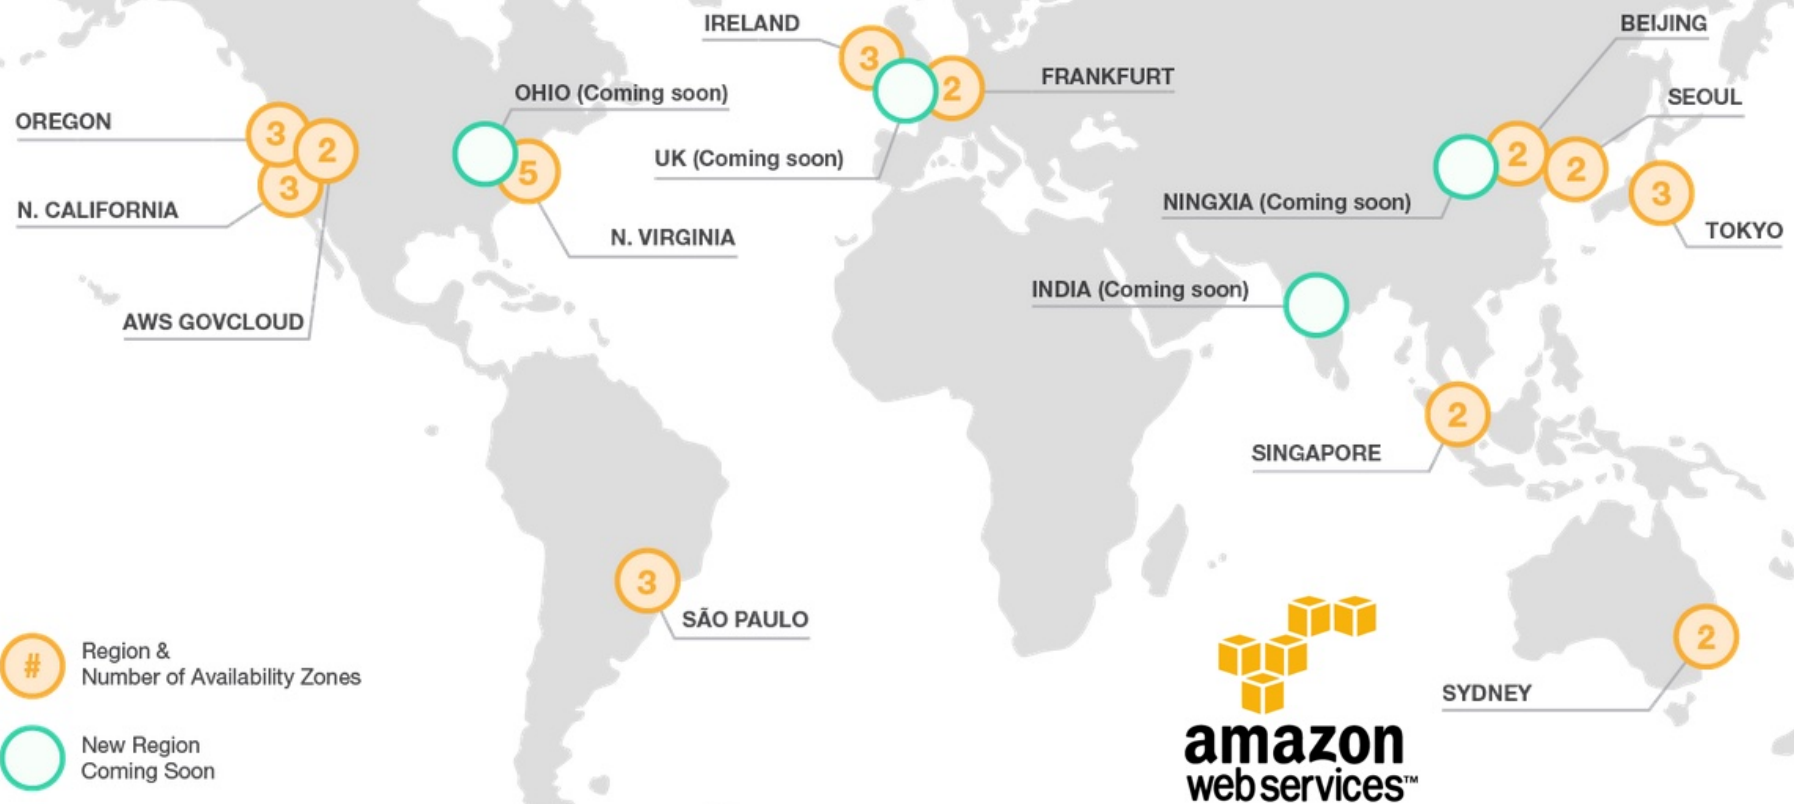 IRELAND
BEIJING
3
FRANKFURT
2
OHIO (Coming soon)
SEOUL
OREGON
3
2
UK (Coming soon)
5
2
2
3
N. CALIFORNIA
3
NINGXIA (Coming soon)
N. VIRGINIA
TOKYO
INDIA (Coming soon)
AWS GOVCLOUD
2
SINGAPORE
3
SÃO PAULO
2
SYDNEY
#
Region &
Number of Availability Zones
New Region
Coming Soon
amazon
web services™